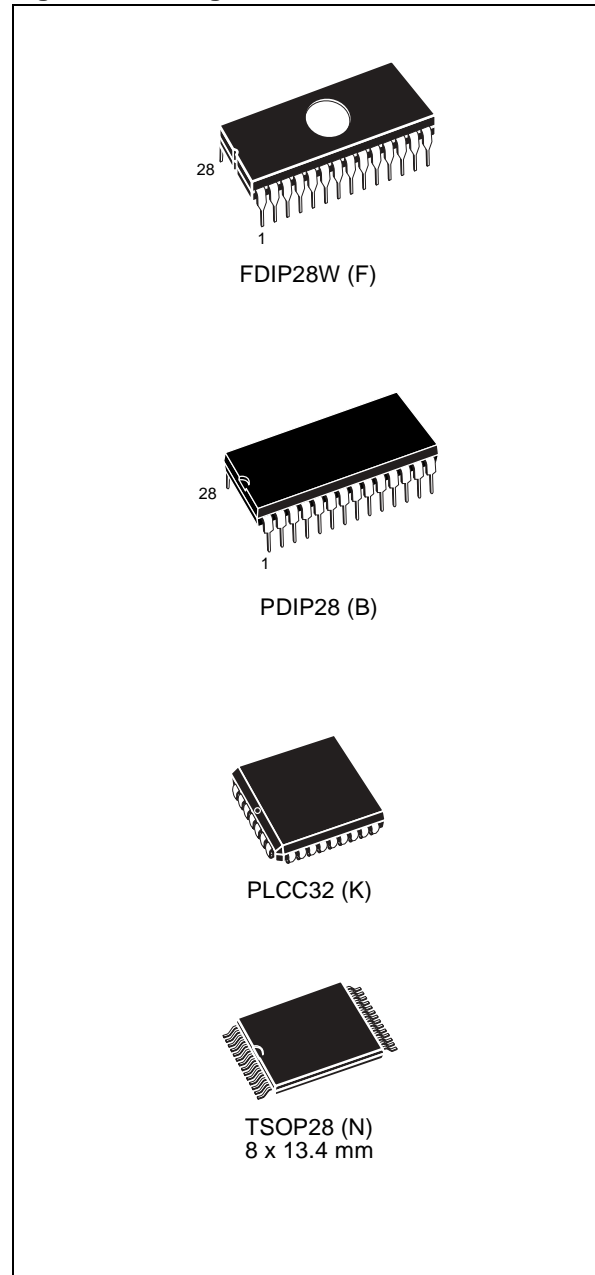 28
1
FDIP28W (F)
28
1
PDIP28 (B)
PLCC32 (K)
TSOP28 (N)
8 x 13.4 mm